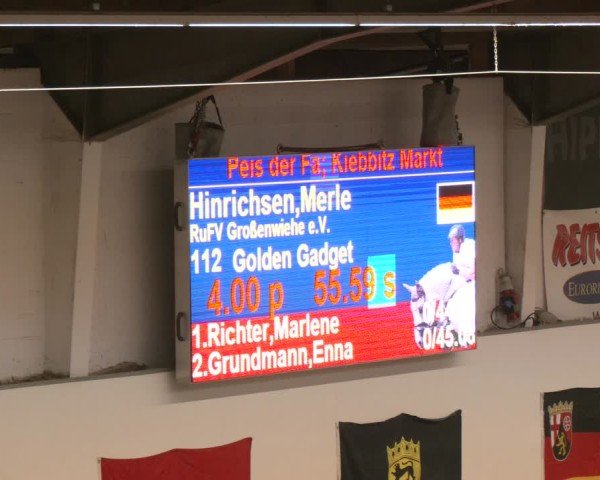 Peis der Fa; Kiebbitz Markt
Hinrichsen,Merle
RuFV Großenwiehe e.V.
112 Golden Gadget
4.00 p 55.59 s
1.Richter,Marlene
2.Grundmann,Enna
REITS